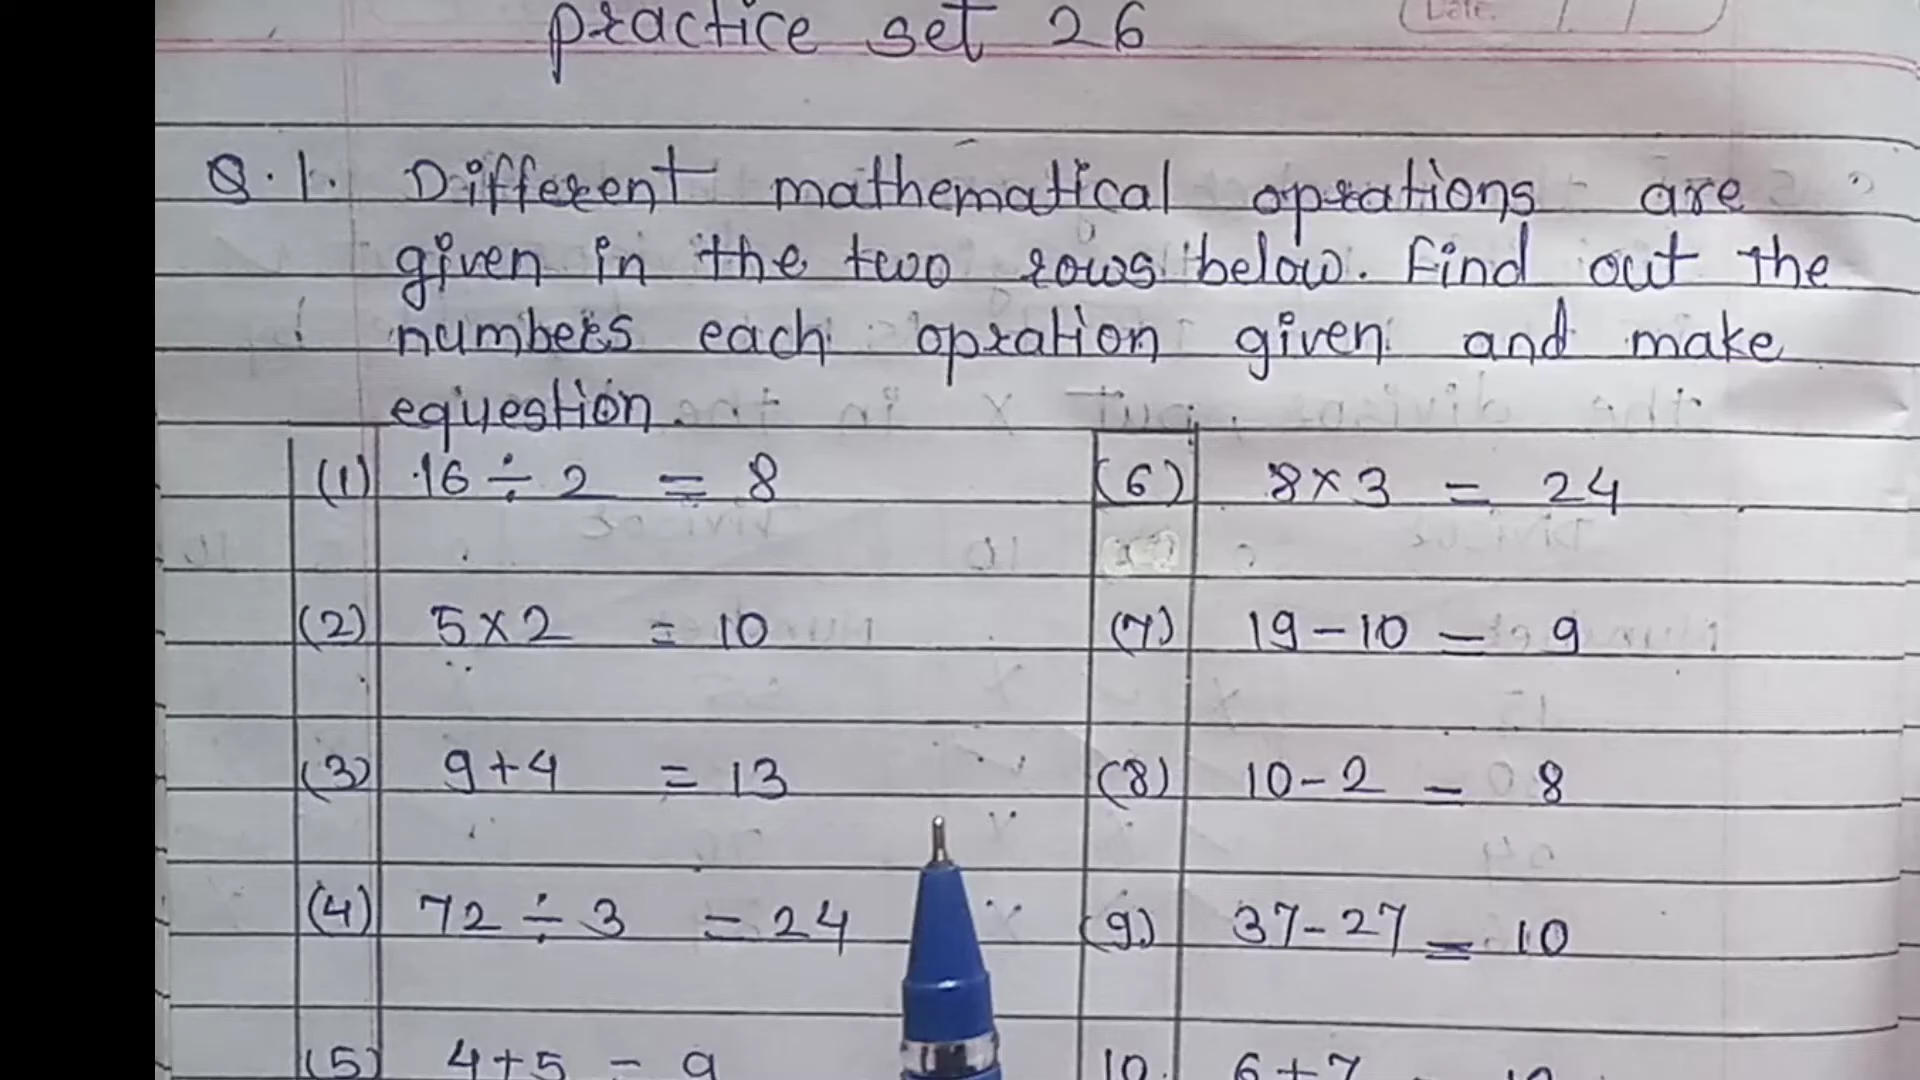 practice set 26
Date.
Q.1. Different mathematical oprations are
given in the two rows below. Find out the
numbers each opration given and make
equestion.
(1) 16 ÷ 2 = 8
(6) 8 × 3 = 24
(2) 5 × 2 = 10
(7) 19 - 10 = 9
(3) 9 + 4 = 13
(8) 10 - 2 = 8
(4) 72 ÷ 3 = 24
(9) 37 - 27 = 10
(5) 4 + 5 = 9
10. 6 + 7